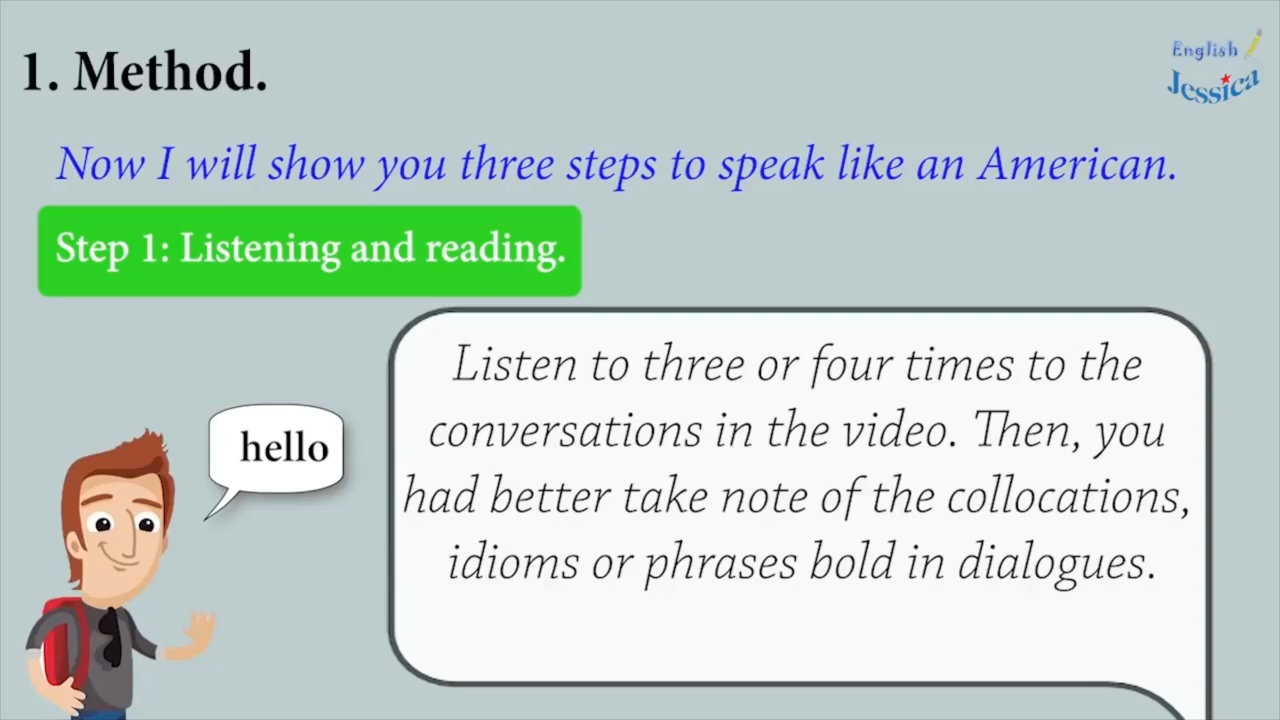 1. Method.
English
Jessica
Now I will show you three steps to speak like an American.
Step 1: Listening and reading.
hello
Listen to three or four times to the
conversations in the video. Then, you
had better take note of the collocations,
idioms or phrases bold in dialogues.